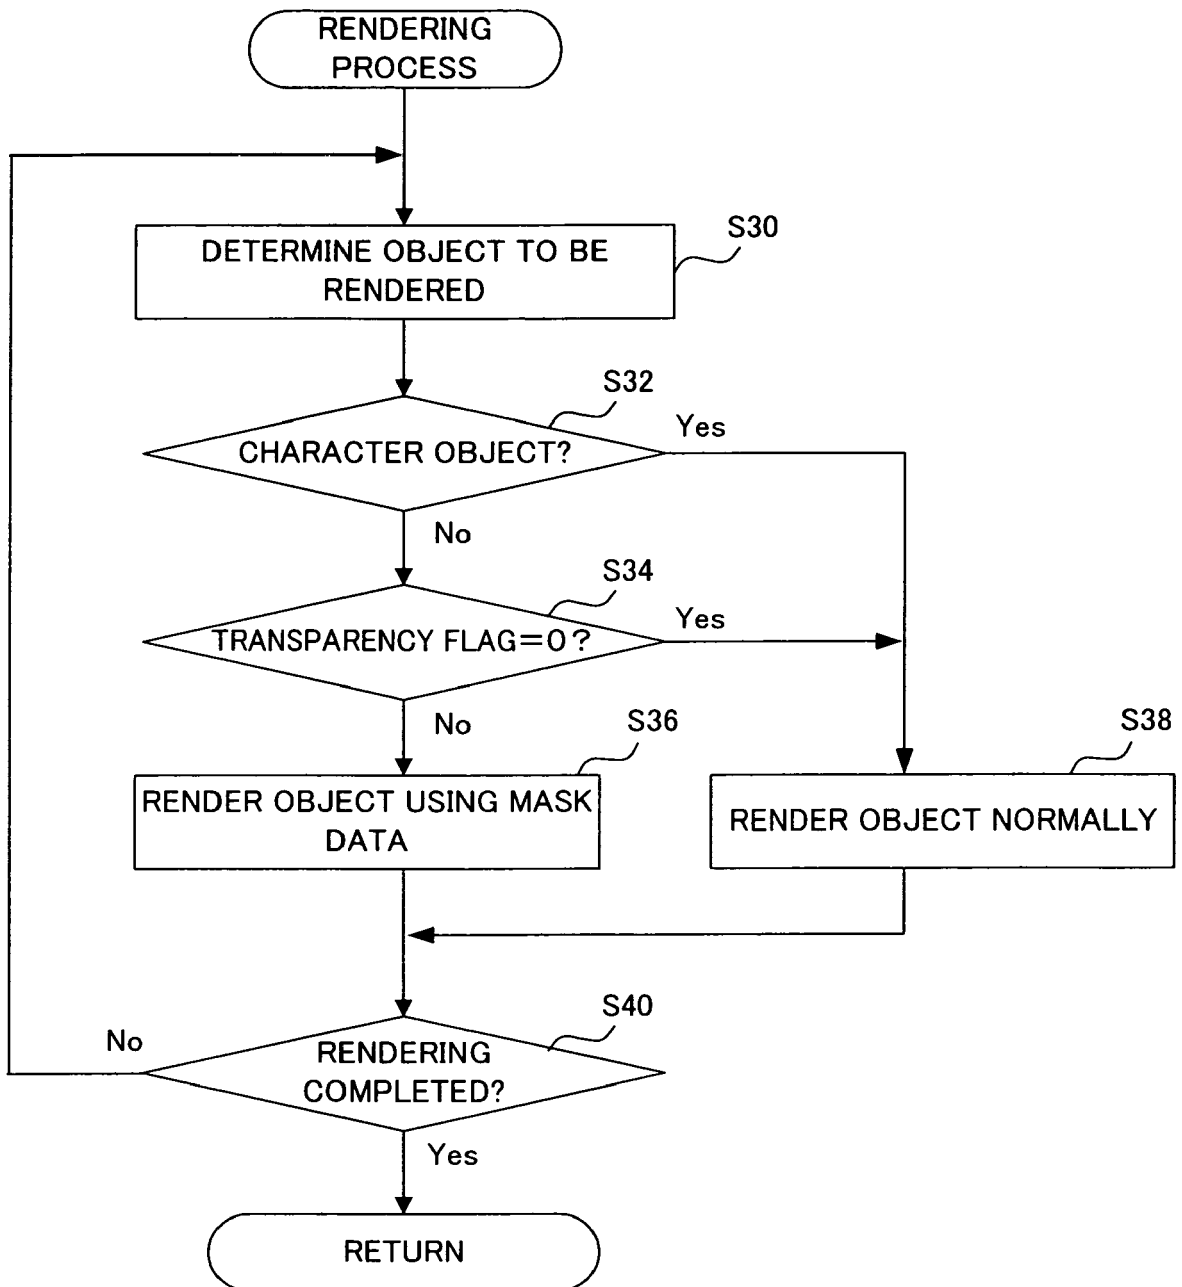 RENDERING
PROCESS
S30
DETERMINE OBJECT TO BE
RENDERED
S32
CHARACTER OBJECT?
Yes
No
S34
TRANSPARENCY FLAG=0?
Yes
No
S36
S38
RENDER OBJECT USING MASK
DATA
RENDER OBJECT NORMALLY
S40
No
RENDERING
COMPLETED?
Yes
RETURN